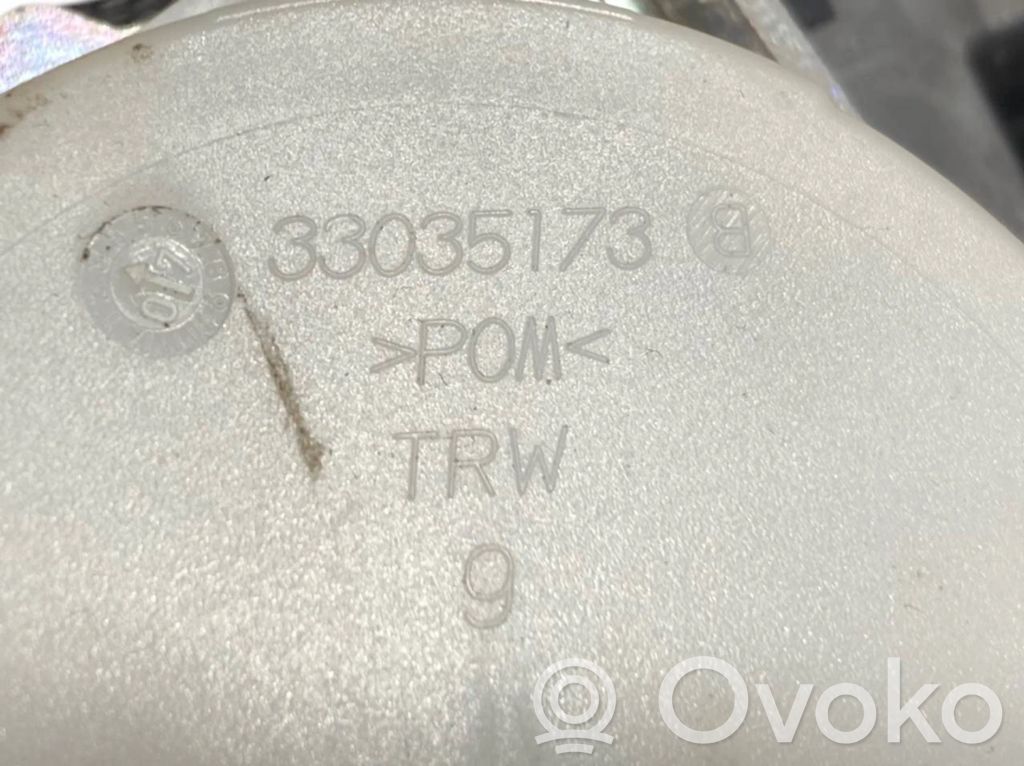 33035173 B
>POM<
TRW
9
Ovoko